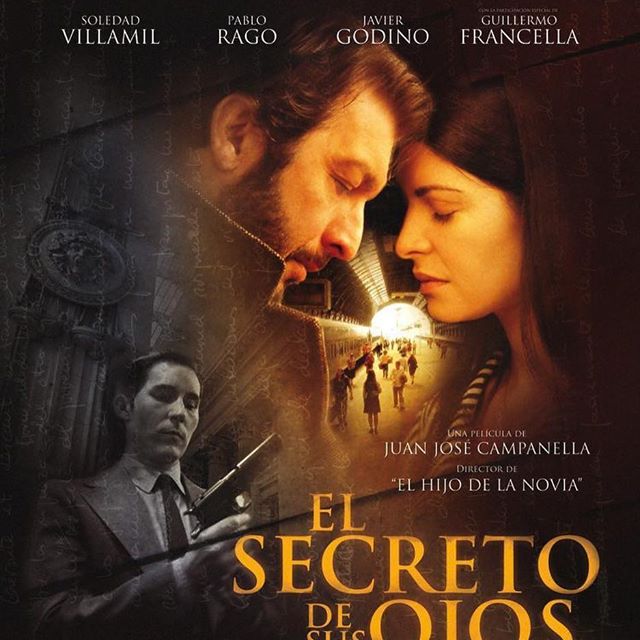 SOLEDAD VILLAMIL
PABLO RAGO
JAVIER GODINO
CON LA PARTICIPACIÓN ESPECIAL DE
GUILLERMO FRANCELLA
UNA PELÍCULA DE
JUAN JOSÉ CAMPANELLA
DIRECTOR DE
"EL HIJO DE LA NOVIA"
EL
SECRETO
DE SUS OJOS